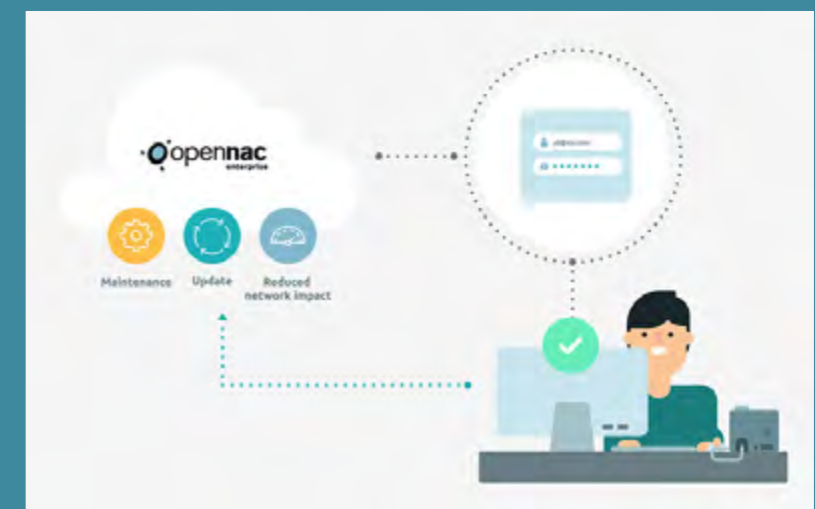 opennac
enterprise
Maintenance
Update
Reduced
network impact